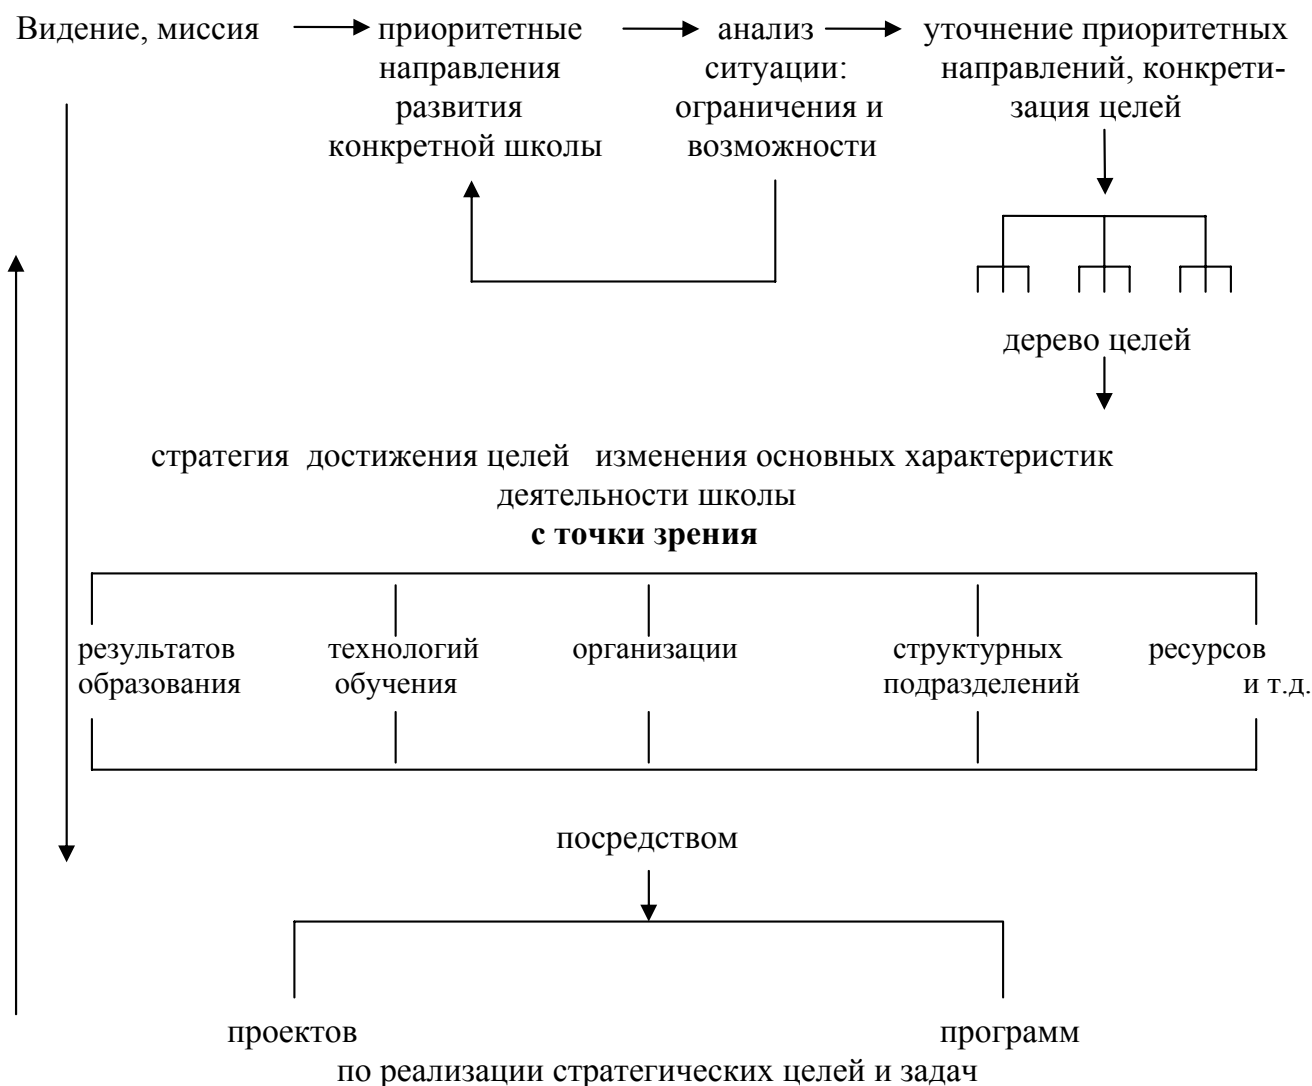 Видение, миссия приоритетные анализ уточнение приоритетных
направления ситуации: направлений, конкрети-
развития ограничения и зация целей
конкретной школы возможности
дерево целей
стратегия достижения целей изменения основных характеристик
деятельности школы
с точки зрения
результатов технологий организации структурных ресурсов
образования обучения подразделений и т.д.
посредством
проектов программ
по реализации стратегических целей и задач